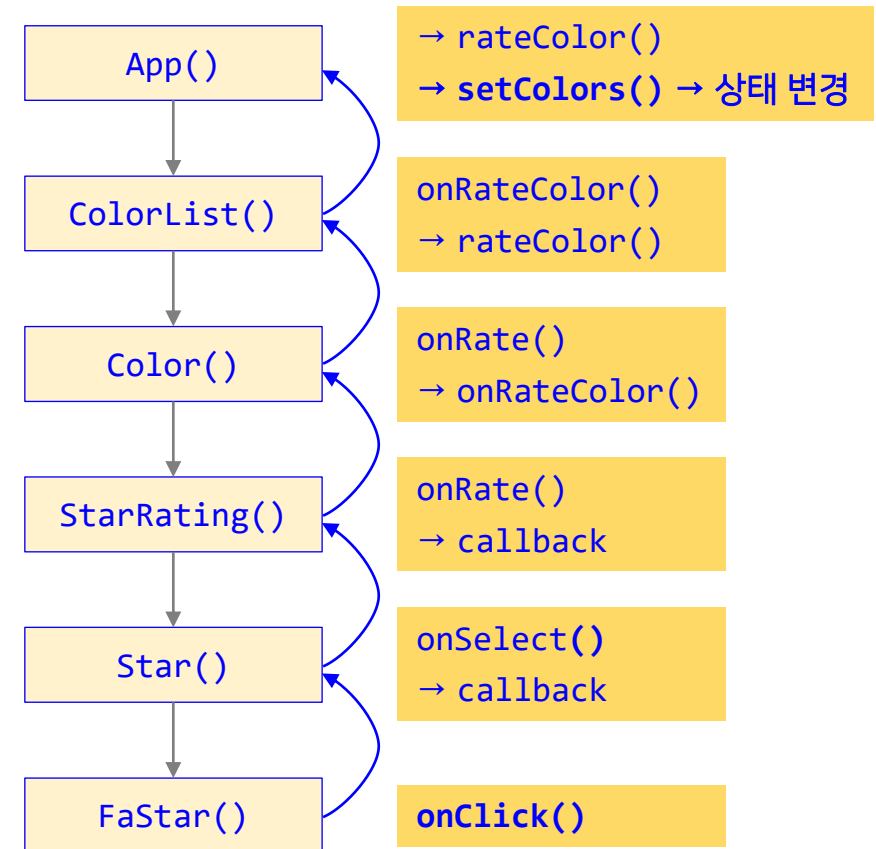 App()
→ rateColor()
→ setColors() → 상태 변경
ColorList()
onRateColor()
→ rateColor()
Color()
onRate()
→ onRateColor()
StarRating()
onRate()
→ callback
Star()
onSelect()
→ callback
FaStar()
onClick()